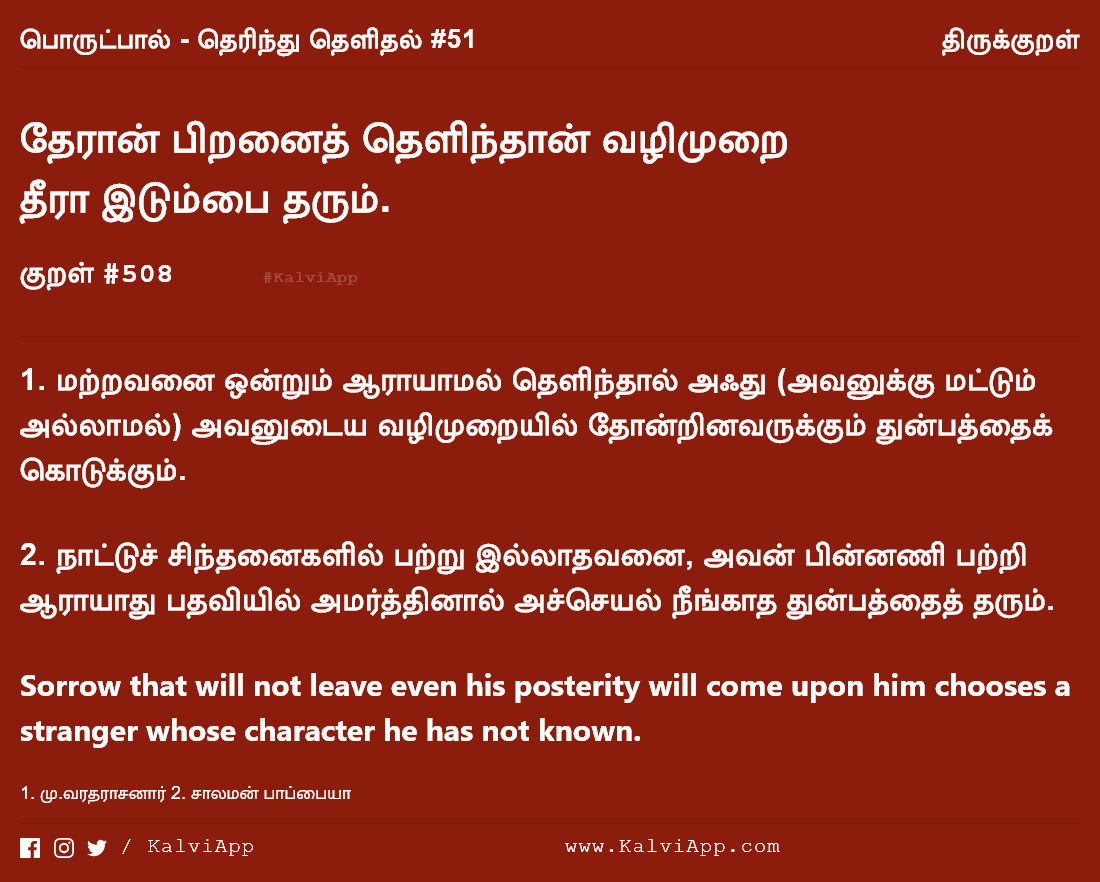 பொருட்பால் - தெரிந்து தெளிதல் #51
திருக்குறள்
தேரான் பிறனைத் தெளிந்தான் வழிமுறை
தீரா இடும்பை தரும்.
குறள் #508
#KalviApp
1. மற்றவனை ஒன்றும் ஆராயாமல் தெளிந்தால் அஃது (அவனுக்கு மட்டும்
அல்லாமல்) அவனுடைய வழிமுறையில் தோன்றினவருக்கும் துன்பத்தைக்
கொடுக்கும்.
2. நாட்டுச் சிந்தனைகளில் பற்று இல்லாதவனை, அவன் பின்னணி பற்றி
ஆராயாது பதவியில் அமர்த்தினால் அச்செயல் நீங்காத துன்பத்தைத் தரும்.
Sorrow that will not leave even his posterity will come upon him chooses a
stranger whose character he has not known.
1. மு.வரதராசனார் 2. சாலமன் பாப்பையா
/ KalviApp
www.KalviApp.com